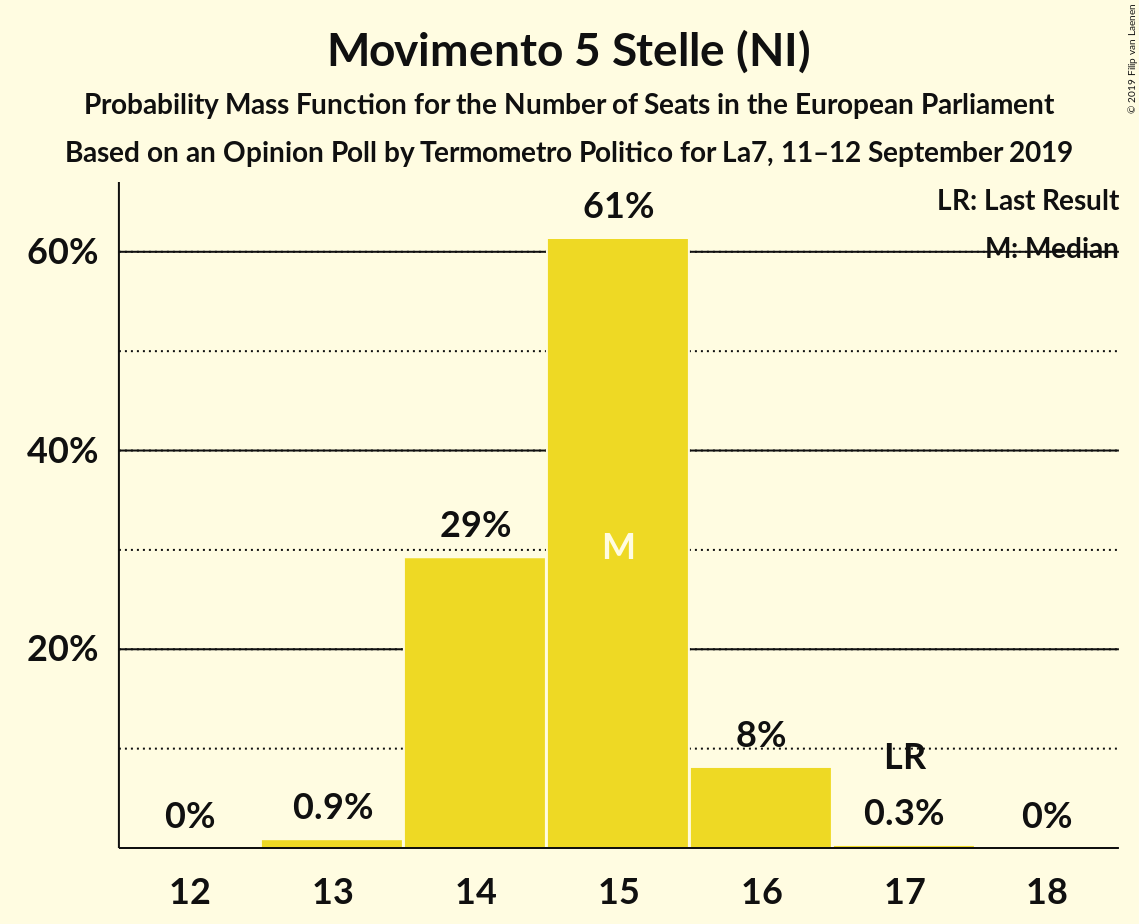 Movimento 5 Stelle (NI)
Probability Mass Function for the Number of Seats in the European Parliament
Based on an Opinion Poll by Termometro Politico for La7, 11–12 September 2019
© 2019 Filip van Laenen
LR: Last Result
M: Median
60%
40%
20%
61%
29%
M
8%
LR
0%
0.9%
0.3%
0%
12 13 14 15 16 17 18